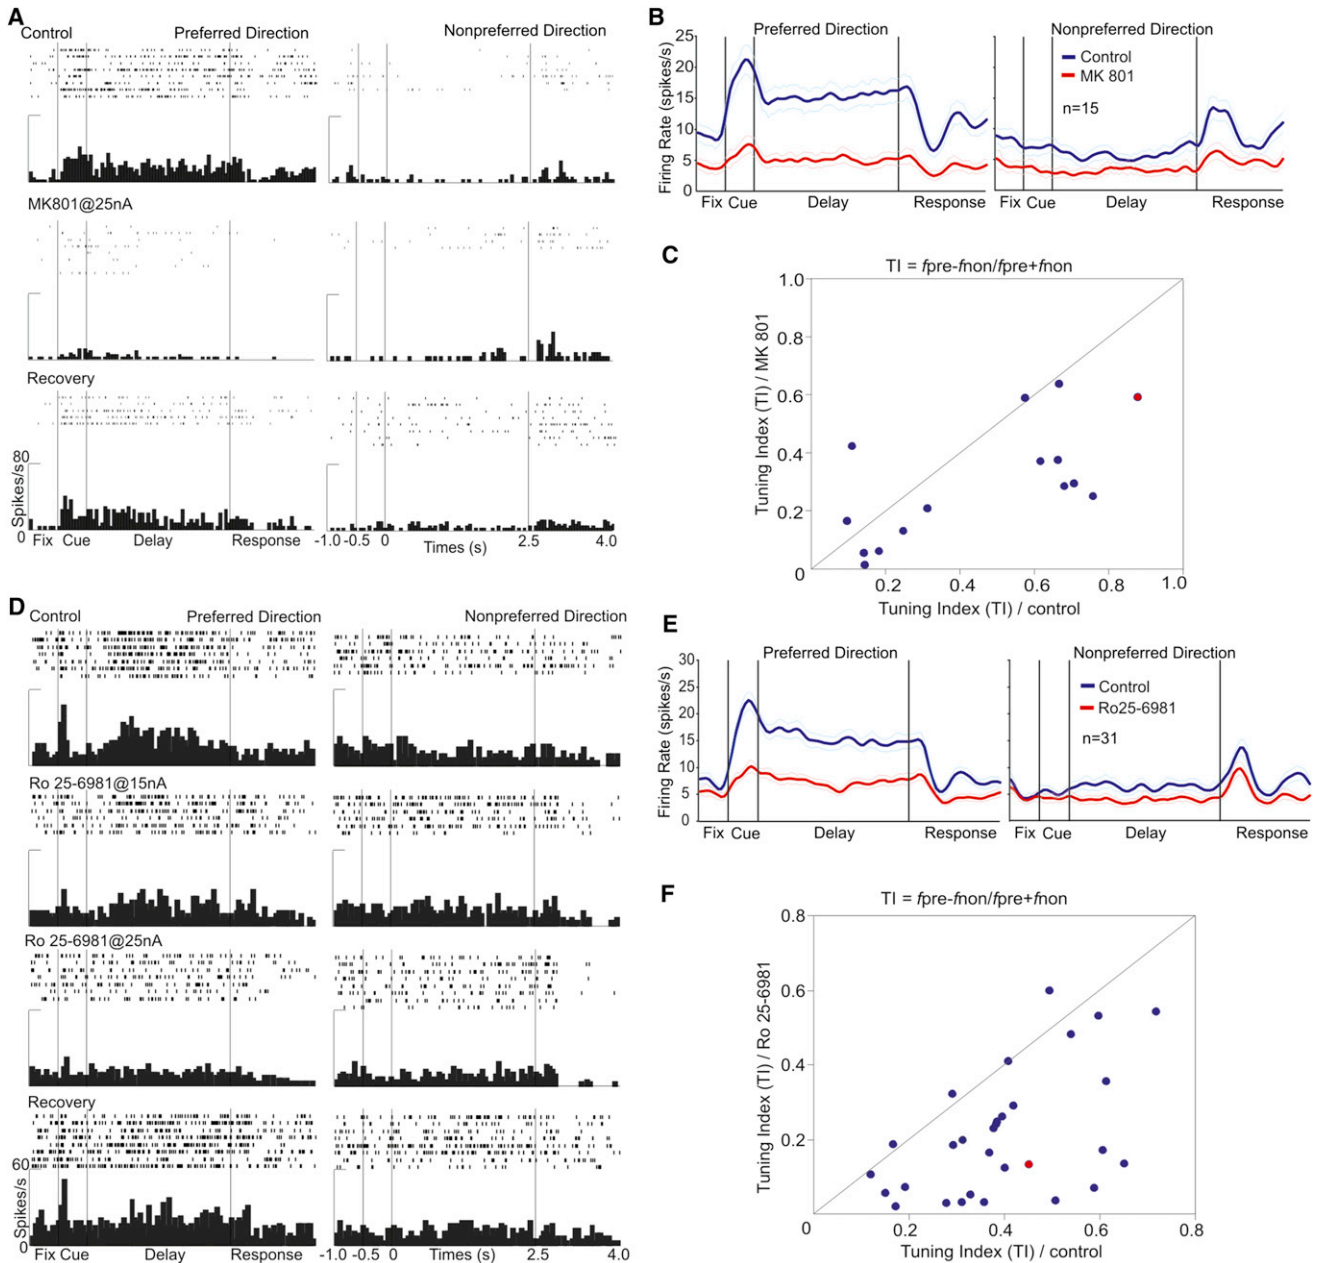 A
Control
Preferred Direction
Nonpreferred Direction
MK801@25nA
Recovery
80
Spikes/s
0
Fix Cue Delay Response
-1.0 -0.5 0 Times (s) 2.5 4.0
B
Preferred Direction
Nonpreferred Direction
Firing Rate (spikes/s)
25
20
15
10
5
0
Control
MK 801
n=15
Fix Cue Delay Response
Fix Cue Delay Response
C
TI = fpre-fnon/fpre+fnon
Tuning Index (TI) / MK 801
1.0
0.8
0.6
0.4
0.2
0
0.2 0.4 0.6 0.8 1.0
Tuning Index (TI) / control
D
Control
Preferred Direction
Nonpreferred Direction
Ro 25-6981@15nA
Ro 25-6981@25nA
Recovery
60
Spikes/s
0
Fix Cue Delay Response
-1.0 -0.5 0 Times (s) 2.5 4.0
E
Preferred Direction
Nonpreferred Direction
Firing Rate (spikes/s)
30
25
20
15
10
5
0
Control
Ro25-6981
n=31
Fix Cue Delay Response
Fix Cue Delay Response
F
TI = fpre-fnon/fpre+fnon
Tuning Index (TI) / Ro 25-6981
0.8
0.6
0.4
0.2
0
0.2 0.4 0.6 0.8
Tuning Index (TI) / control